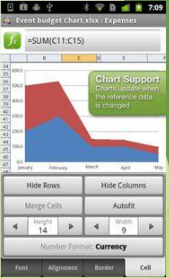 7:09
Event budget Chart.xlsx : Expenses
fx =SUM(C11:C15)
B C D E
Chart Support
Charts update when
the reference data
is changed
January February March April May
Hide Rows Hide Columns
Merge Cells Autofit
Height Width
14 9
Number Format: Currency
Font Alignment Border Cell